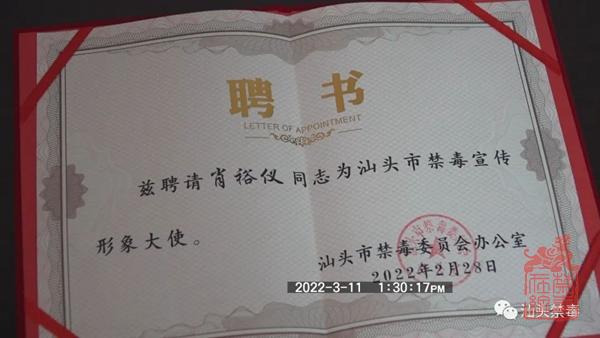 聘书
LETTER OF APPOINTMENT
兹聘请肖裕仪同志为汕头市禁毒宣传
形象大使。
汕头市禁毒委员会办公室
2022年2月28日
2022-3-11 1:30:17PM
汕头禁毒